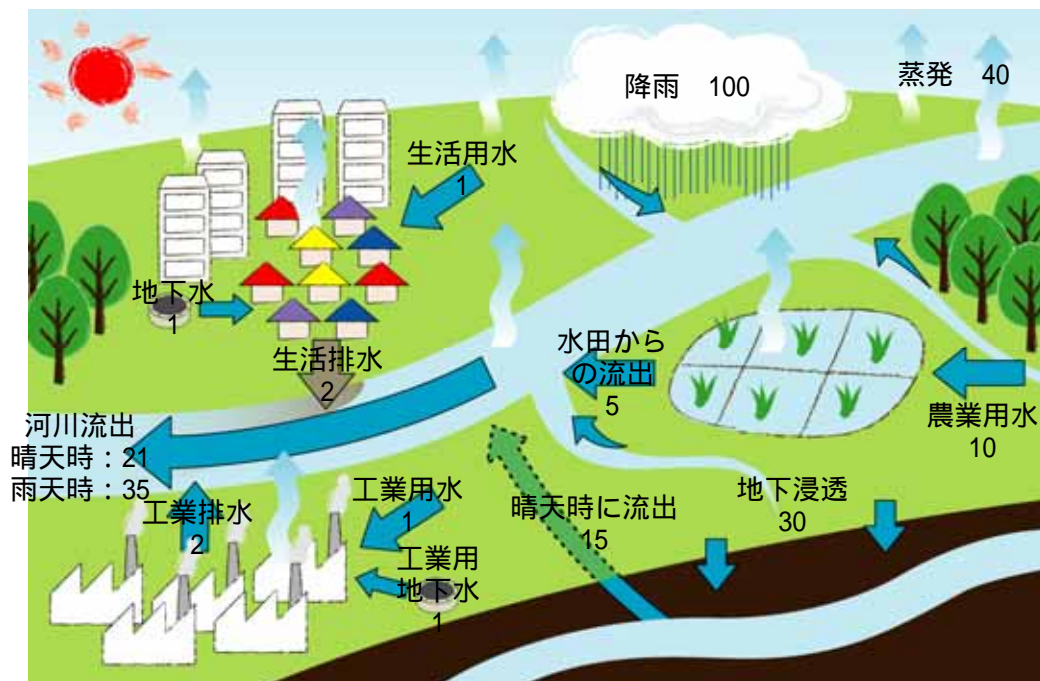 降雨 100
蒸発 40
生活用水
1
地下水
1
生活排水
2
水田から
の流出
5
農業用水
10
河川流出
晴天時：21
雨天時：35
工業排水
2
工業用水
1
工業用
地下水
1
晴天時に流出
15
地下浸透
30